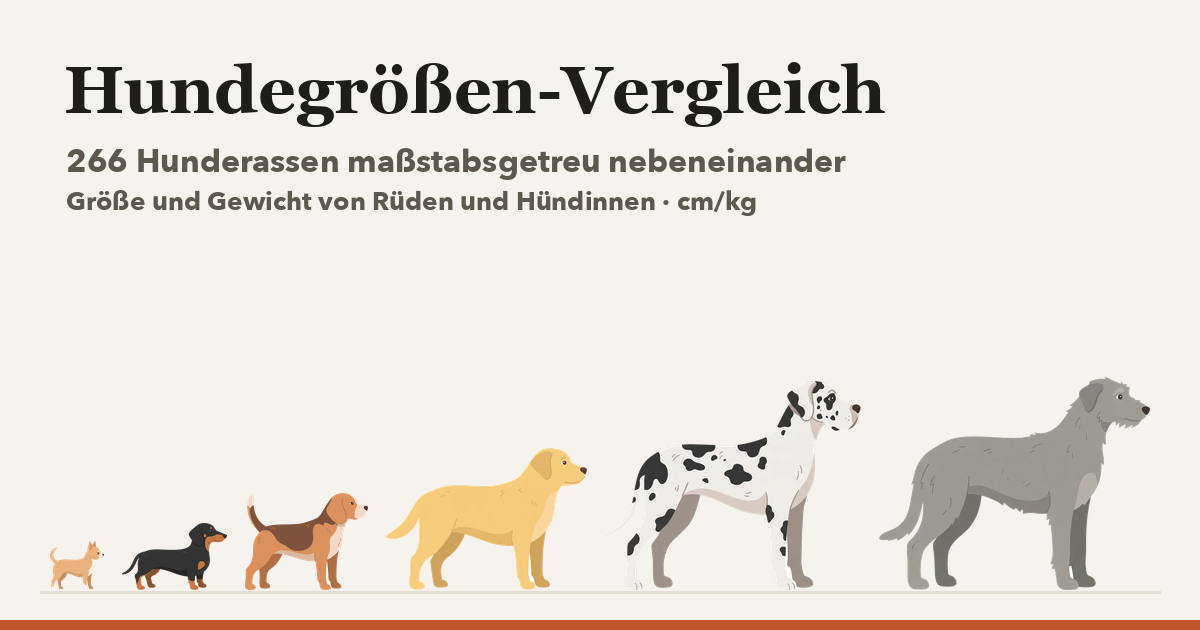 Hundegrößen-Vergleich
266 Hunderassen maßstabsgetreu nebeneinander
Größe und Gewicht von Rüden und Hündinnen · cm/kg